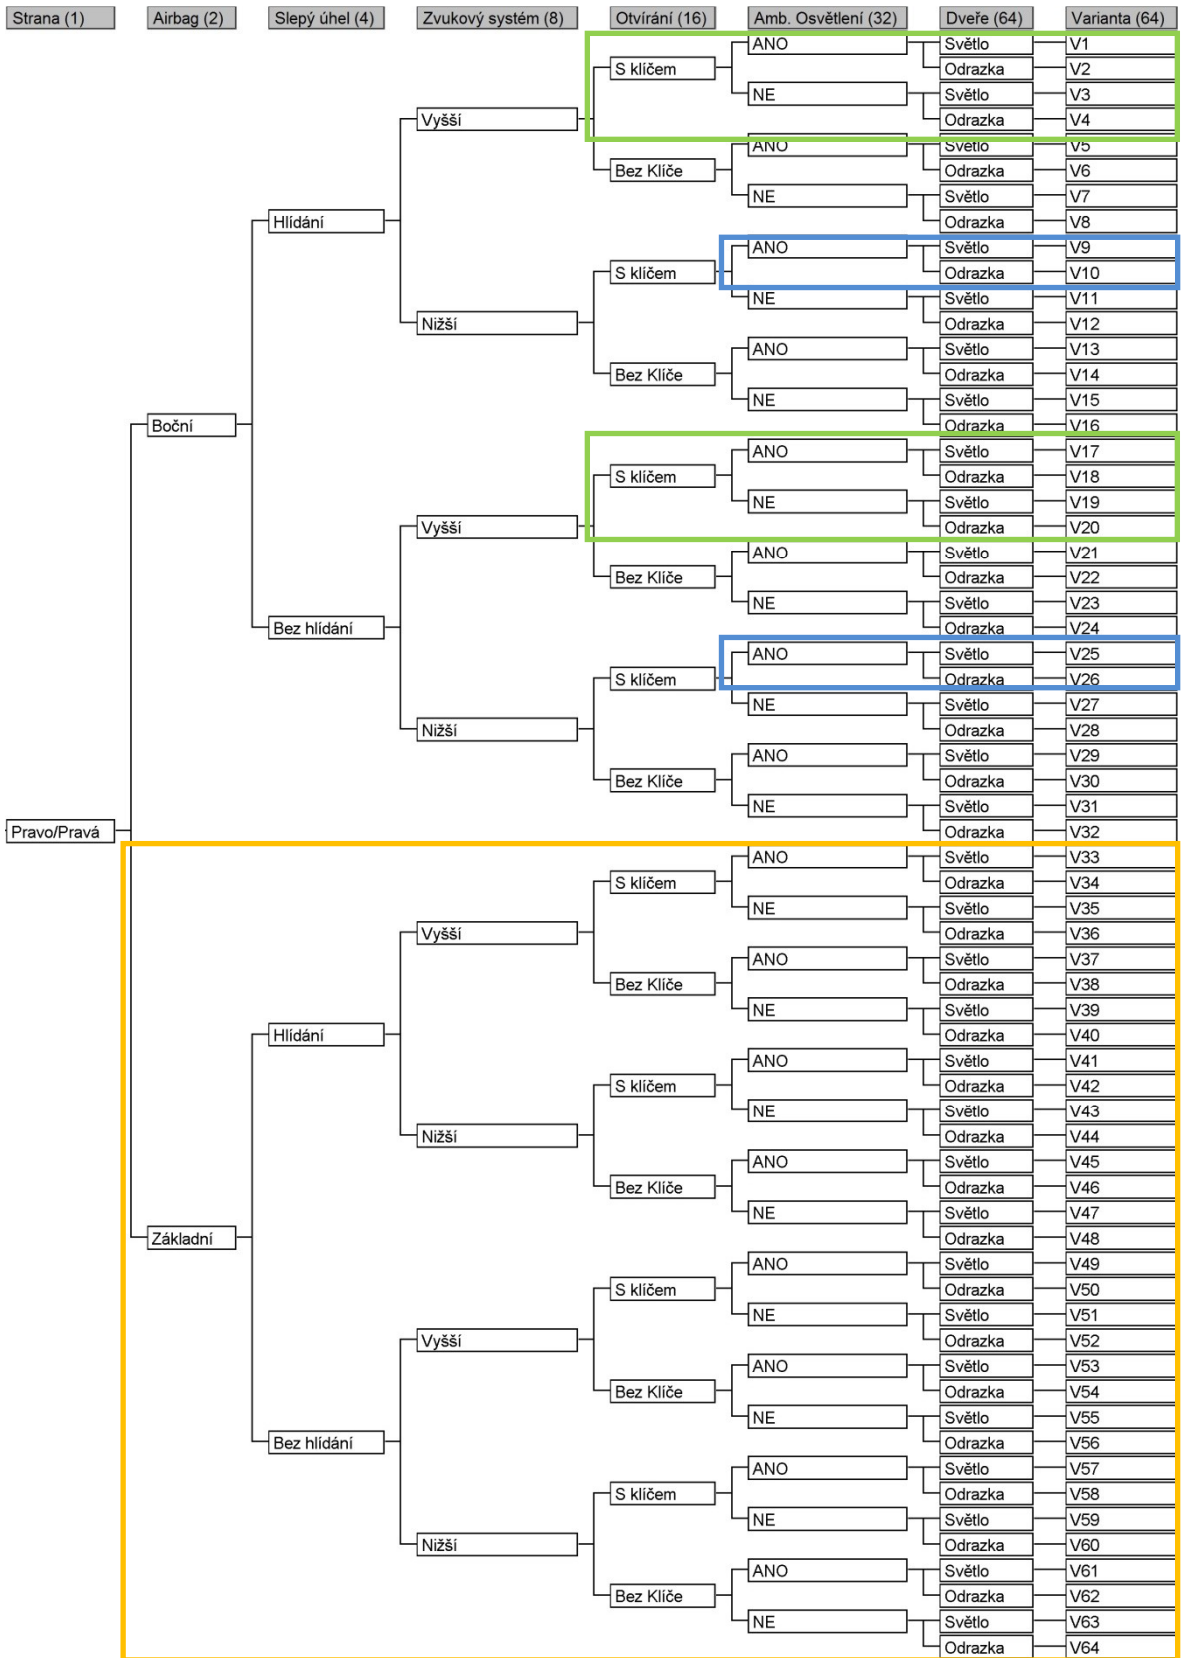 Strana (1) Airbag (2) Slepý úhel (4) Zvukový systém (8) Otvírání (16) Amb. Osvětlení (32) Dveře (64) Varianta (64)
ANO Světlo V1
S klíčem Odrazka V2
NE Světlo V3
Vyšší Odrazka V4
ANO Světlo V5
Bez Klíče Odrazka V6
NE Světlo V7
Hlídání Odrazka V8
ANO Světlo V9
S klíčem Odrazka V10
NE Světlo V11
Nižší Odrazka V12
ANO Světlo V13
Bez Klíče Odrazka V14
NE Světlo V15
Boční Odrazka V16
ANO Světlo V17
S klíčem Odrazka V18
NE Světlo V19
Vyšší Odrazka V20
ANO Světlo V21
Bez Klíče Odrazka V22
NE Světlo V23
Bez hlídání Odrazka V24
ANO Světlo V25
S klíčem Odrazka V26
NE Světlo V27
Nižší Odrazka V28
ANO Světlo V29
Bez Klíče Odrazka V30
NE Světlo V31
Pravo/Pravá Odrazka V32
ANO Světlo V33
S klíčem Odrazka V34
NE Světlo V35
Vyšší Odrazka V36
ANO Světlo V37
Bez Klíče Odrazka V38
NE Světlo V39
Hlídání Odrazka V40
ANO Světlo V41
S klíčem Odrazka V42
NE Světlo V43
Nižší Odrazka V44
ANO Světlo V45
Bez Klíče Odrazka V46
NE Světlo V47
Základní Odrazka V48
ANO Světlo V49
S klíčem Odrazka V50
NE Světlo V51
Vyšší Odrazka V52
ANO Světlo V53
Bez Klíče Odrazka V54
NE Světlo V55
Bez hlídání Odrazka V56
ANO Světlo V57
S klíčem Odrazka V58
NE Světlo V59
Nižší Odrazka V60
ANO Světlo V61
Bez Klíče Odrazka V62
NE Světlo V63
Odrazka V64